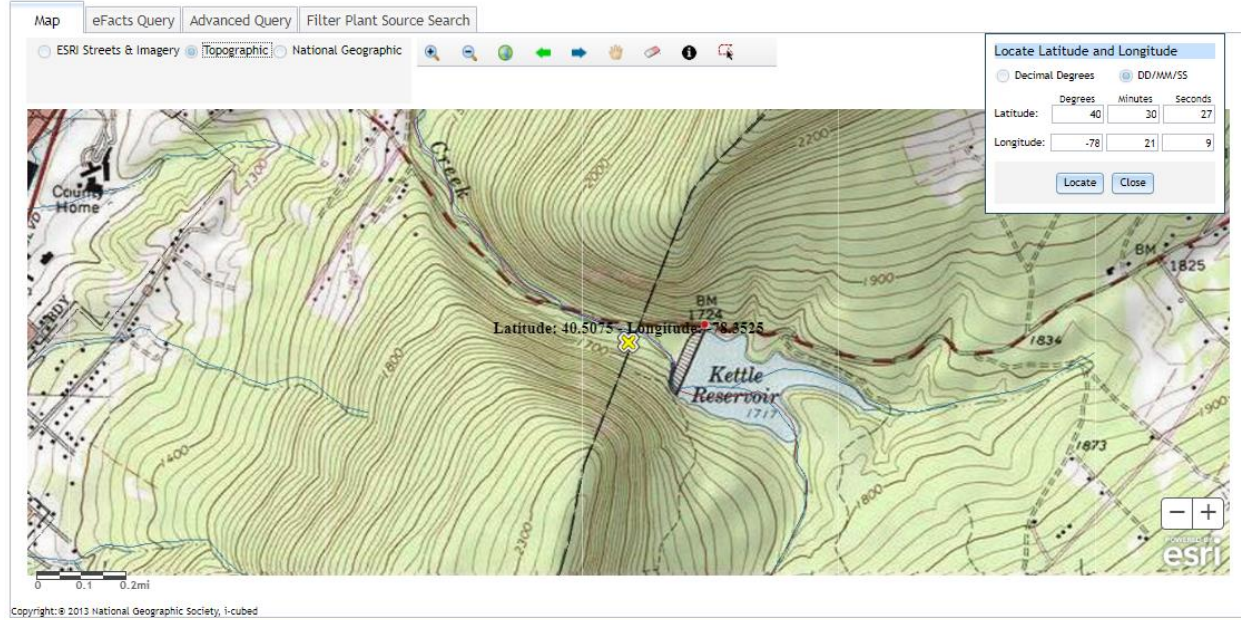 Map eFacts Query Advanced Query Filter Plant Source Search
ESRI Streets & Imagery Topographic National Geographic
Locate Latitude and Longitude
Decimal Degrees DD/MM/SS
Degrees Minutes Seconds
Latitude: 40 30 27
Longitude: -78 21 9
Locate Close
Creek
2200
2000
1300
County
Home
BM
1825
1900
BM
1724
Latitude: 40.5075 - Longitude: -78.3525
1700
1834
1800
Kettle
Reservoir
1717
1900
1873
1400
1800
2300
POWERED BY
esri
0 0.1 0.2mi
Copyright:© 2013 National Geographic Society, i-cubed